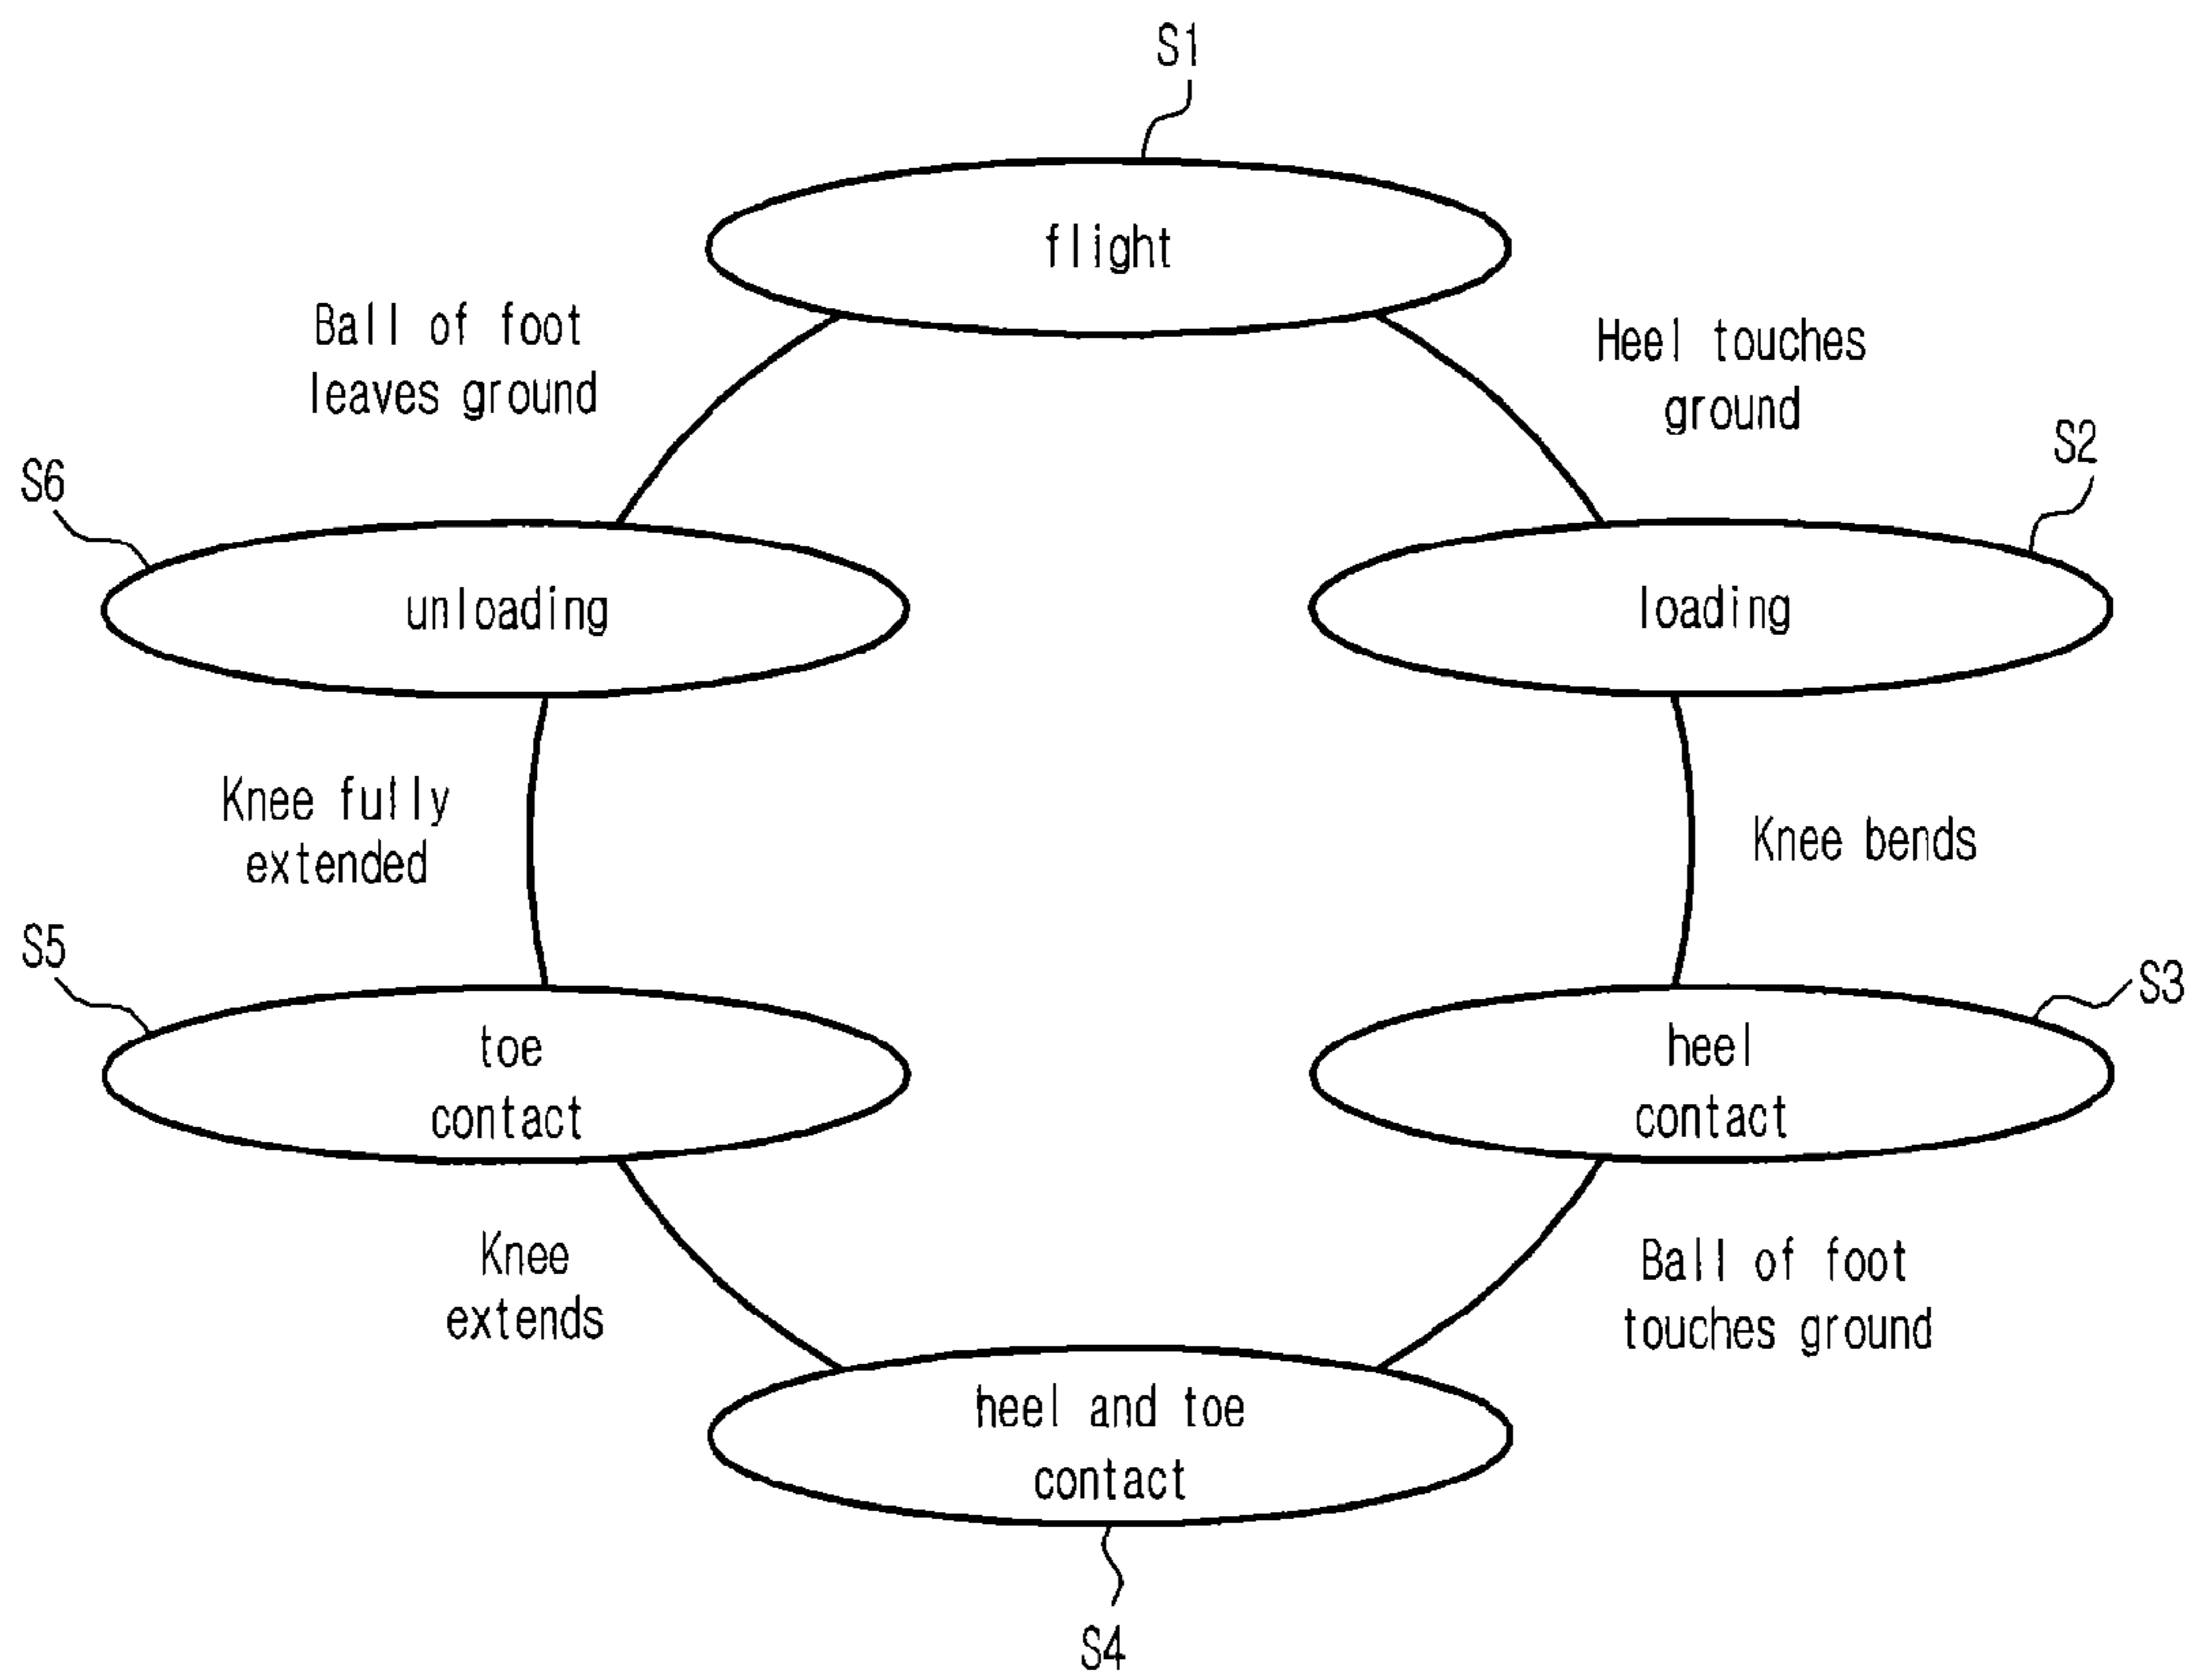 S1
flight
Ball of foot
leaves ground
Heel touches
ground
S2
S6
unloading
loading
Knee fully
extended
Knee bends
S5
S3
toe
contact
heel
contact
Knee
extends
Ball of foot
touches ground
heel and toe
contact
S4